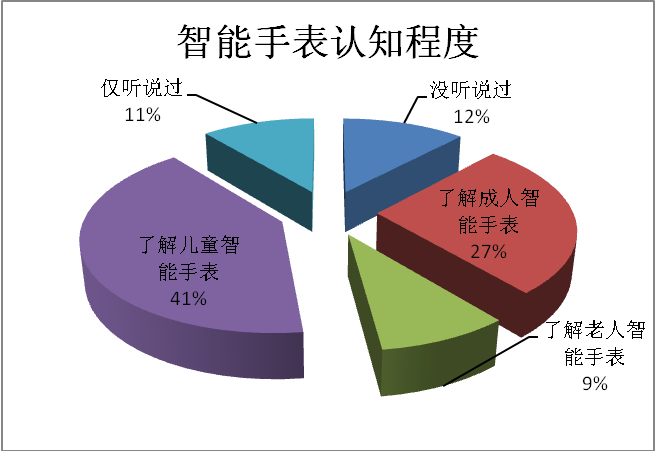 智能手表认知程度
仅听说过
11%
没听说过
12%
了解成人智
能手表
27%
了解儿童智
能手表
41%
了解老人智
能手表
9%